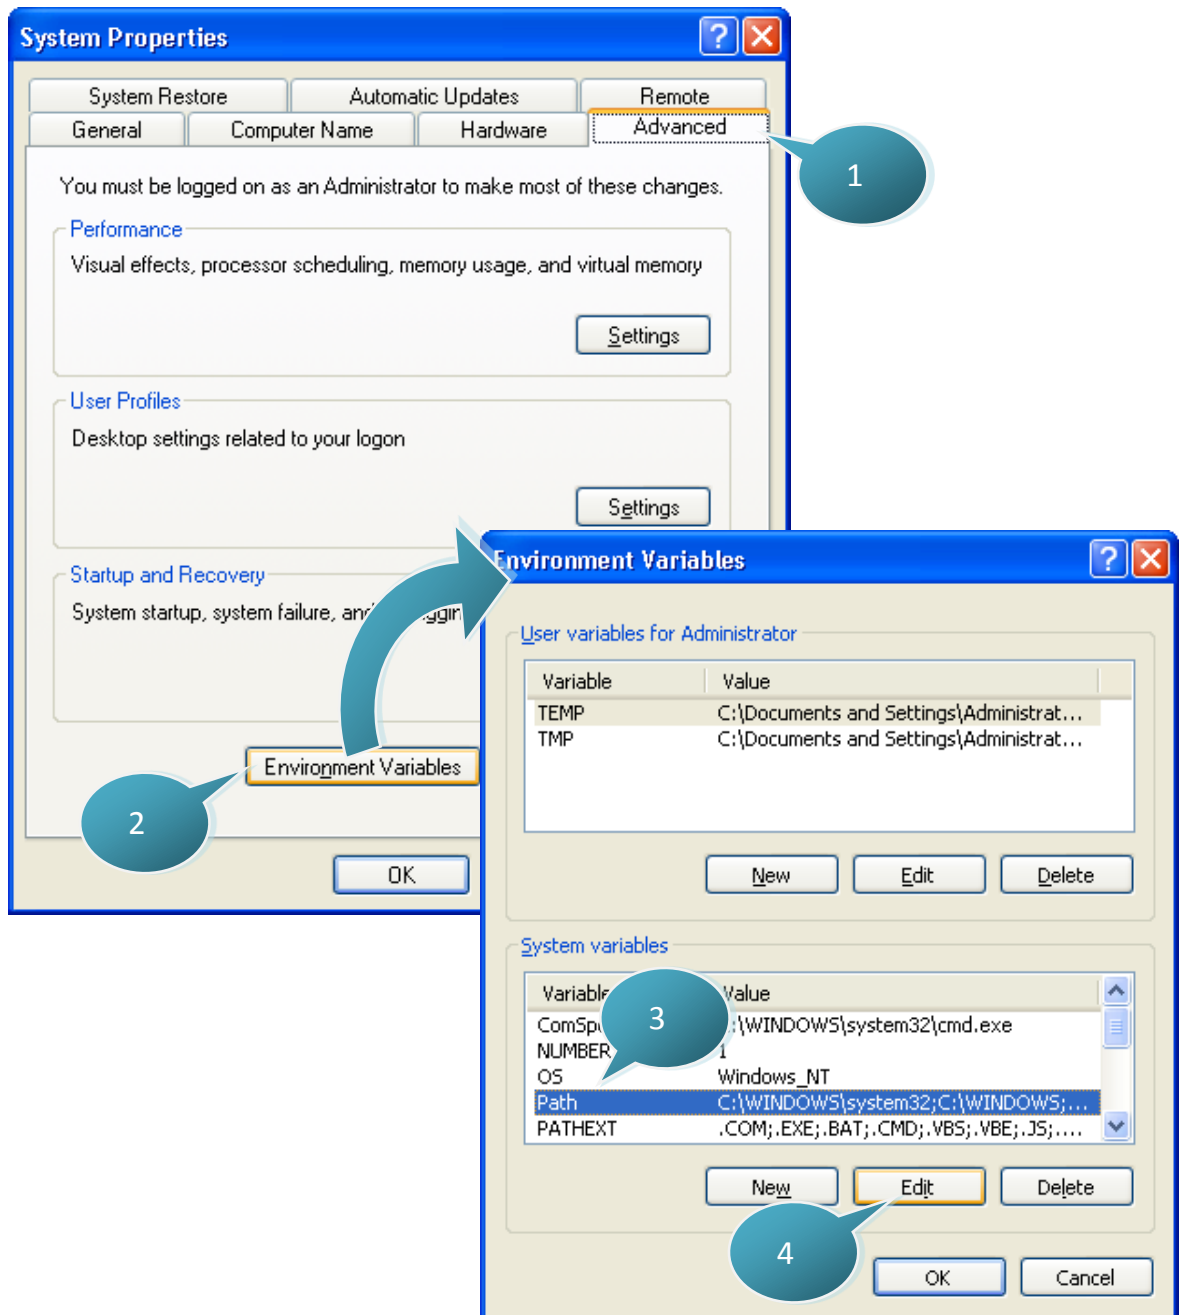 System Properties
System Restore
Automatic Updates
Remote
General
Computer Name
Hardware
Advanced
1
You must be logged on as an Administrator to make most of these changes.
Performance
Visual effects, processor scheduling, memory usage, and virtual memory
Settings
User Profiles
Desktop settings related to your logon
Settings
Startup and Recovery
System startup, system failure, and
Environment Variables
2
OK
Environment Variables
User variables for Administrator
Variable Value
TEMP C:\Documents and Settings\Administrat...
TMP C:\Documents and Settings\Administrat...
New Edit Delete
System variables
Variable Value
3
ComSp :\WINDOWS\system32\cmd.exe
NUMBER 1
OS Windows_NT
Path C:\WINDOWS\system32;C:\WINDOWS;...
PATHEXT .COM;.EXE;.BAT;.CMD;.VBS;.VBE;.JS;....
New Edit Delete
4
OK Cancel